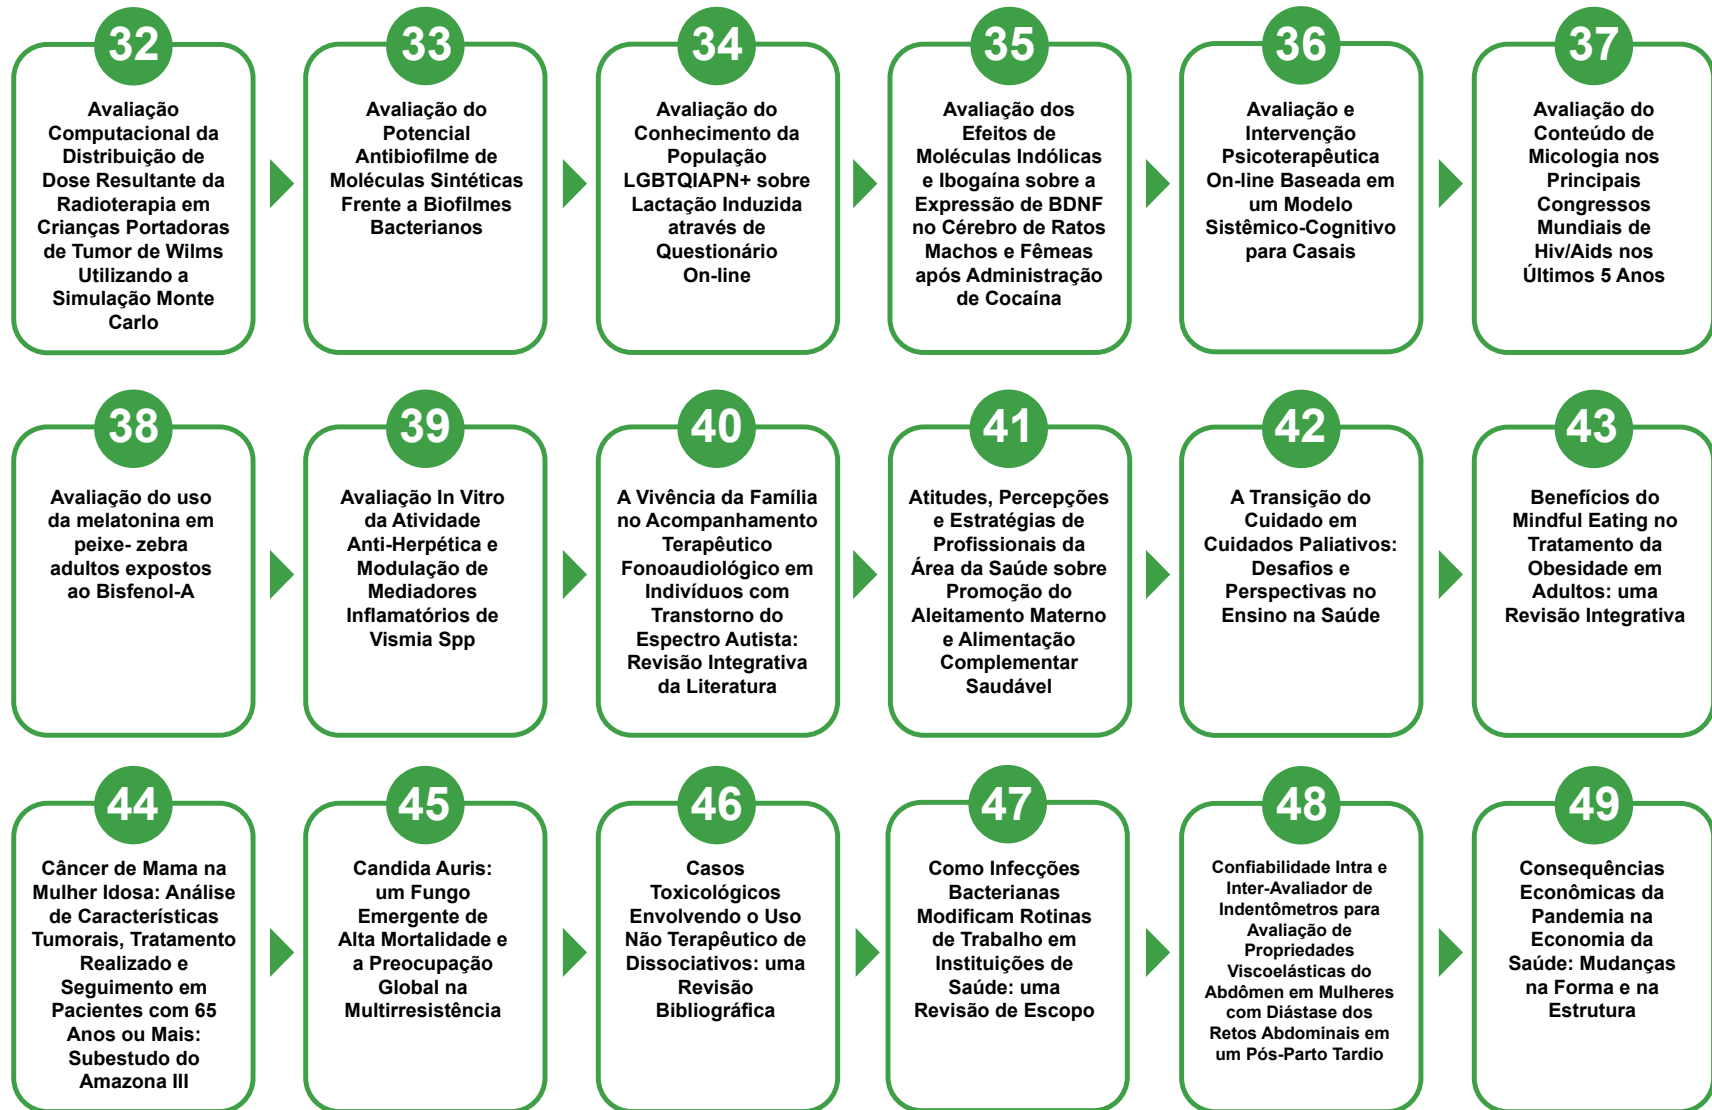 32
Avaliação
Computacional da
Distribuição de
Dose Resultante da
Radioterapia em
Crianças Portadoras
de Tumor de Wilms
Utilizando a
Simulação Monte
Carlo
33
Avaliação do
Potencial
Antibiofilme de
Moléculas Sintéticas
Frente a Biofilmes
Bacterianos
34
Avaliação do
Conhecimento da
População
LGBTQIAPN+ sobre
Lactação Induzida
através de
Questionário
On-line
35
Avaliação dos
Efeitos de
Moléculas Indólicas
e Ibogaína sobre a
Expressão de BDNF
no Cérebro de Ratos
Machos e Fêmeas
após Administração
de Cocaína
36
Avaliação e
Intervenção
Psicoterapêutica
On-line Baseada em
um Modelo
Sistêmico-Cognitivo
para Casais
37
Avaliação do
Conteúdo de
Micologia nos
Principais
Congressos
Mundiais de
Hiv/Aids nos
Últimos 5 Anos
38
Avaliação do uso
da melatonina em
peixe- zebra
adultos expostos
ao Bisfenol-A
39
Avaliação In Vitro
da Atividade
Anti-Herpética e
Modulação de
Mediadores
Inflamatórios de
Vismia Spp
40
A Vivência da Família
no Acompanhamento
Terapêutico
Fonoaudiológico em
Indivíduos com
Transtorno do
Espectro Autista:
Revisão Integrativa
da Literatura
41
Atitudes, Percepções
e Estratégias de
Profissionais da
Área da Saúde sobre
Promoção do
Aleitamento Materno
e Alimentação
Complementar
Saudável
42
A Transição do
Cuidado em
Cuidados Paliativos:
Desafios e
Perspectivas no
Ensino na Saúde
43
Benefícios do
Mindful Eating no
Tratamento da
Obesidade em
Adultos: uma
Revisão Integrativa
44
Câncer de Mama na
Mulher Idosa: Análise
de Características
Tumorais, Tratamento
Realizado e
Seguimento em
Pacientes com 65
Anos ou Mais:
Subestudo do
Amazona III
45
Candida Auris:
um Fungo
Emergente de
Alta Mortalidade e
a Preocupação
Global na
Multirresistência
46
Casos
Toxicológicos
Envolvendo o Uso
Não Terapêutico de
Dissociativos: uma
Revisão
Bibliográfica
47
Como Infecções
Bacterianas
Modificam Rotinas
de Trabalho em
Instituições de
Saúde: uma
Revisão de Escopo
48
Confiabilidade Intra e
Inter-Avaliador de
Indentômetros para
Avaliação de
Propriedades
Viscoelásticas do
Abdômen em Mulheres
com Diástase dos
Retos Abdominais em
um Pós-Parto Tardio
49
Consequências
Econômicas da
Pandemia na
Economia da
Saúde: Mudanças
na Forma e na
Estrutura